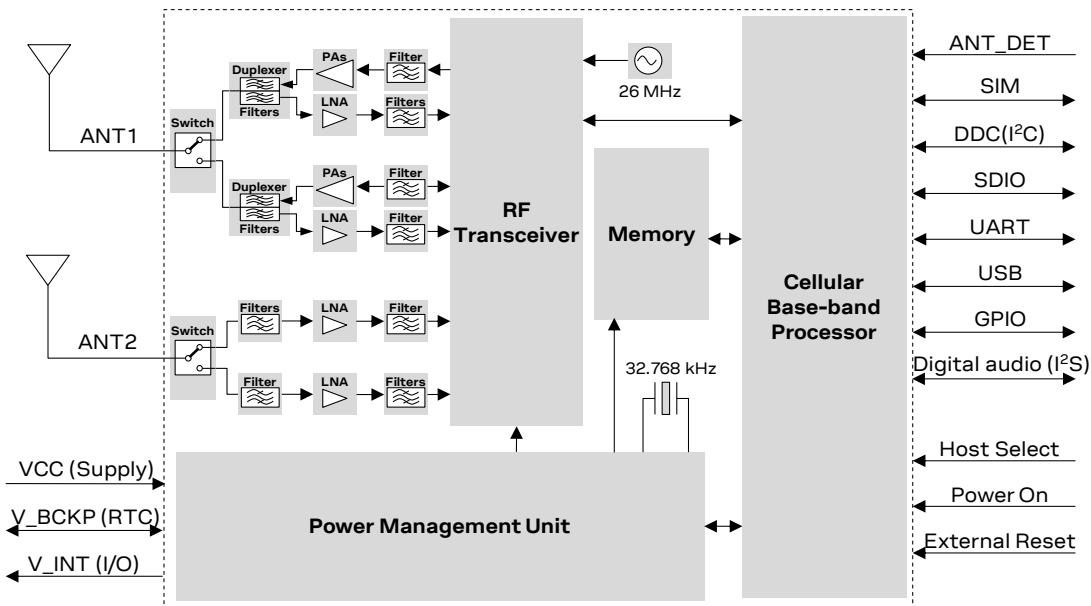 ANT1
Switch
Duplexer
Filters
PAs
Filter
LNA
Filters
Duplexer
Filters
PAs
Filter
LNA
Filter
ANT2
Switch
Filters
LNA
Filter
Filter
LNA
Filters
RF
Transceiver
26 MHz
Memory
32.768 kHz
Cellular
Base-band
Processor
Power Management Unit
VCC (Supply)
V_BCKP (RTC)
V_INT (I/O)
ANT_DET
SIM
DDC(I²C)
SDIO
UART
USB
GPIO
Digital audio (I²S)
Host Select
Power On
External Reset